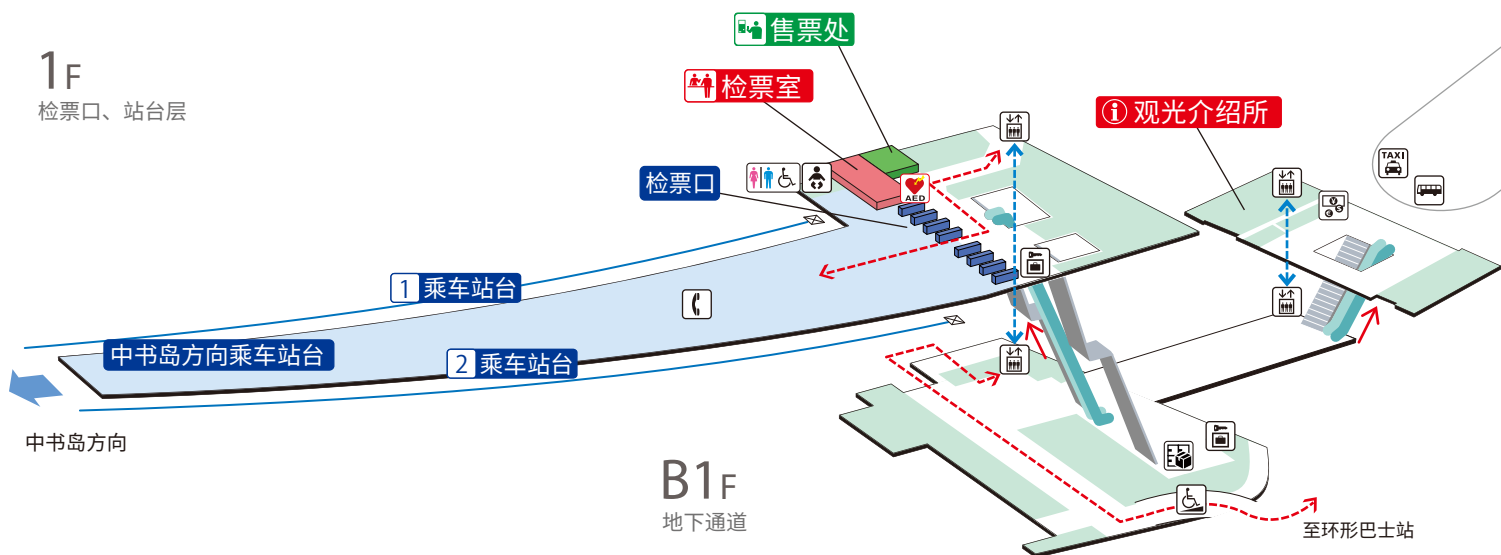 1F
检票口、站台层
售票处
检票室
观光介绍所
TAXI
检票口
AED
1 乘车站台
中书岛方向乘车站台
2 乘车站台
中书岛方向
B1F
地下通道
至环形巴士站